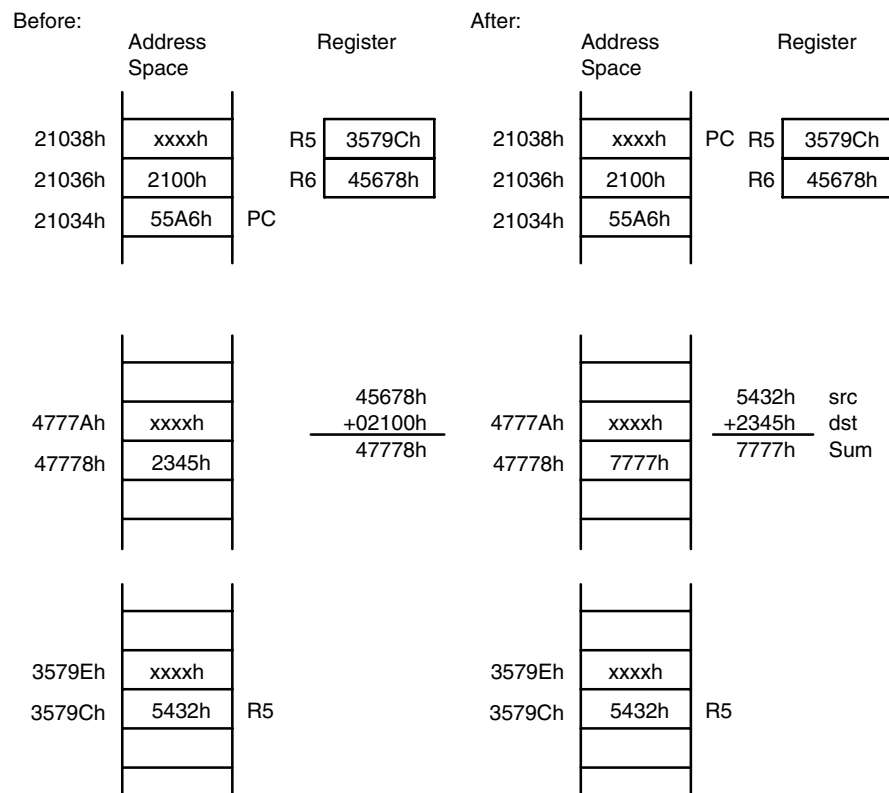 Before:
Address Space
Register
21038h xxxxh R5 3579Ch
21036h 2100h R6 45678h
21034h 55A6h PC
45678h
4777Ah xxxxh +02100h
47778h 2345h 47778h
3579Eh xxxxh
3579Ch 5432h R5
After:
Address Space
Register
21038h xxxxh PC R5 3579Ch
21036h 2100h R6 45678h
21034h 55A6h
5432h src
4777Ah xxxxh +2345h dst
47778h 7777h 7777h Sum
3579Eh xxxxh
3579Ch 5432h R5